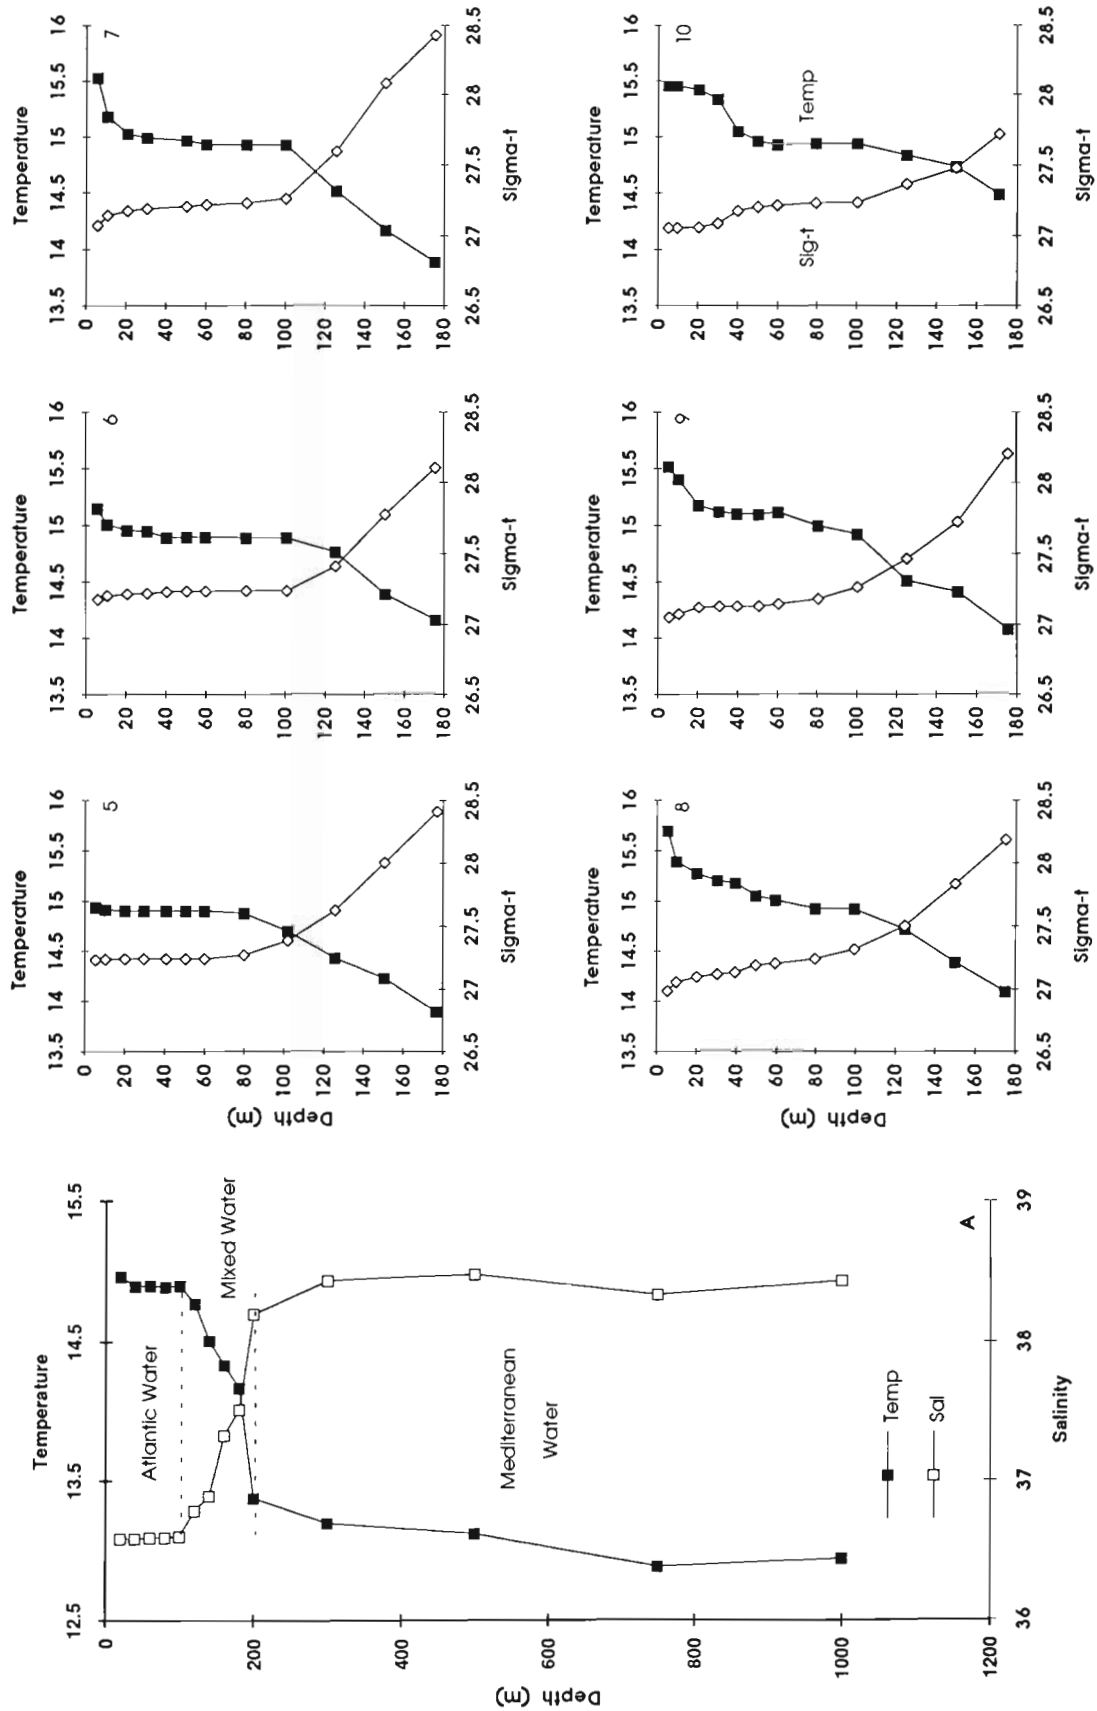 Temperature
12.5 13.5 14.5 15.5
0
200
400
600
800
1000
1200
Depth (m)
Atlantic Water
Mixed Water
Mediterranean
Water
Temp
Sal
A
36 37 38 39
Salinity
Temperature
13.5 14 14.5 15 15.5 16
5
0
20
40
60
80
100
120
140
160
180
Depth (m)
26.5 27 27.5 28 28.5
Sigma-t
Temperature
13.5 14 14.5 15 15.5 16
6
0
20
40
60
80
100
120
140
160
180
26.5 27 27.5 28 28.5
Sigma-t
Temperature
13.5 14 14.5 15 15.5 16
7
0
20
40
60
80
100
120
140
160
180
26.5 27 27.5 28 28.5
Sigma-t
Temperature
13.5 14 14.5 15 15.5 16
8
0
20
40
60
80
100
120
140
160
180
Depth (m)
26.5 27 27.5 28 28.5
Sigma-t
Temperature
13.5 14 14.5 15 15.5 16
9
0
20
40
60
80
100
120
140
160
180
26.5 27 27.5 28 28.5
Sigma-t
Temperature
13.5 14 14.5 15 15.5 16
10
0
20
40
60
80
100
120
140
160
180
Sig-t
Temp
26.5 27 27.5 28 28.5
Sigma-t